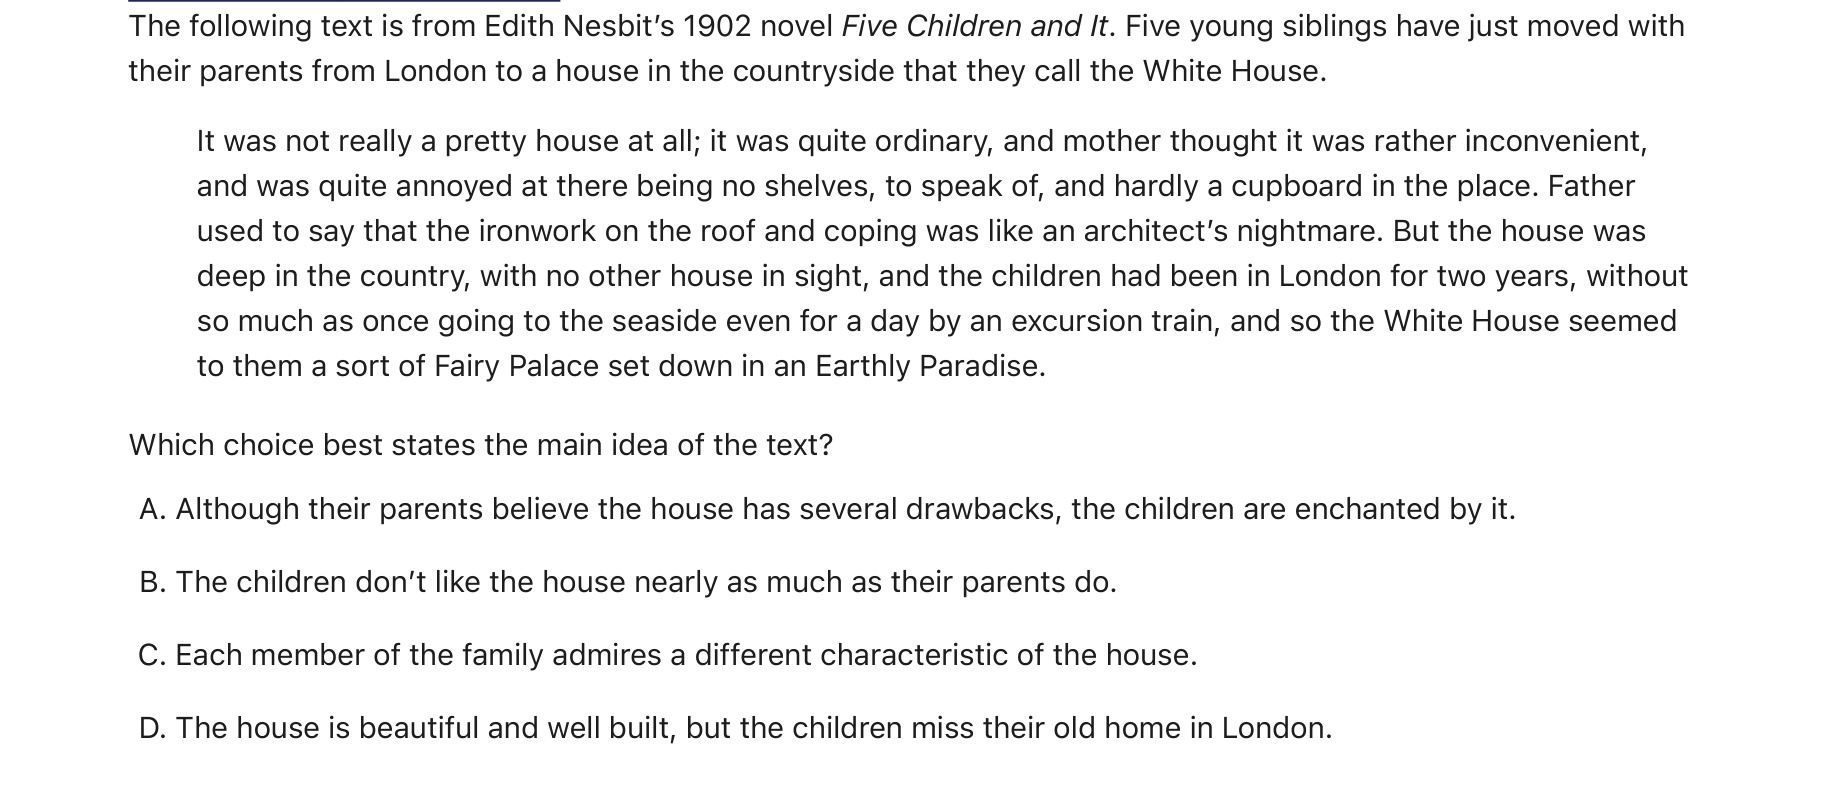 The following text is from Edith Nesbit’s 1902 novel Five Children and It. Five young siblings have just moved with
their parents from London to a house in the countryside that they call the White House.
It was not really a pretty house at all; it was quite ordinary, and mother thought it was rather inconvenient,
and was quite annoyed at there being no shelves, to speak of, and hardly a cupboard in the place. Father
used to say that the ironwork on the roof and coping was like an architect’s nightmare. But the house was
deep in the country, with no other house in sight, and the children had been in London for two years, without
so much as once going to the seaside even for a day by an excursion train, and so the White House seemed
to them a sort of Fairy Palace set down in an Earthly Paradise.
Which choice best states the main idea of the text?
A. Although their parents believe the house has several drawbacks, the children are enchanted by it.
B. The children don’t like the house nearly as much as their parents do.
C. Each member of the family admires a different characteristic of the house.
D. The house is beautiful and well built, but the children miss their old home in London.